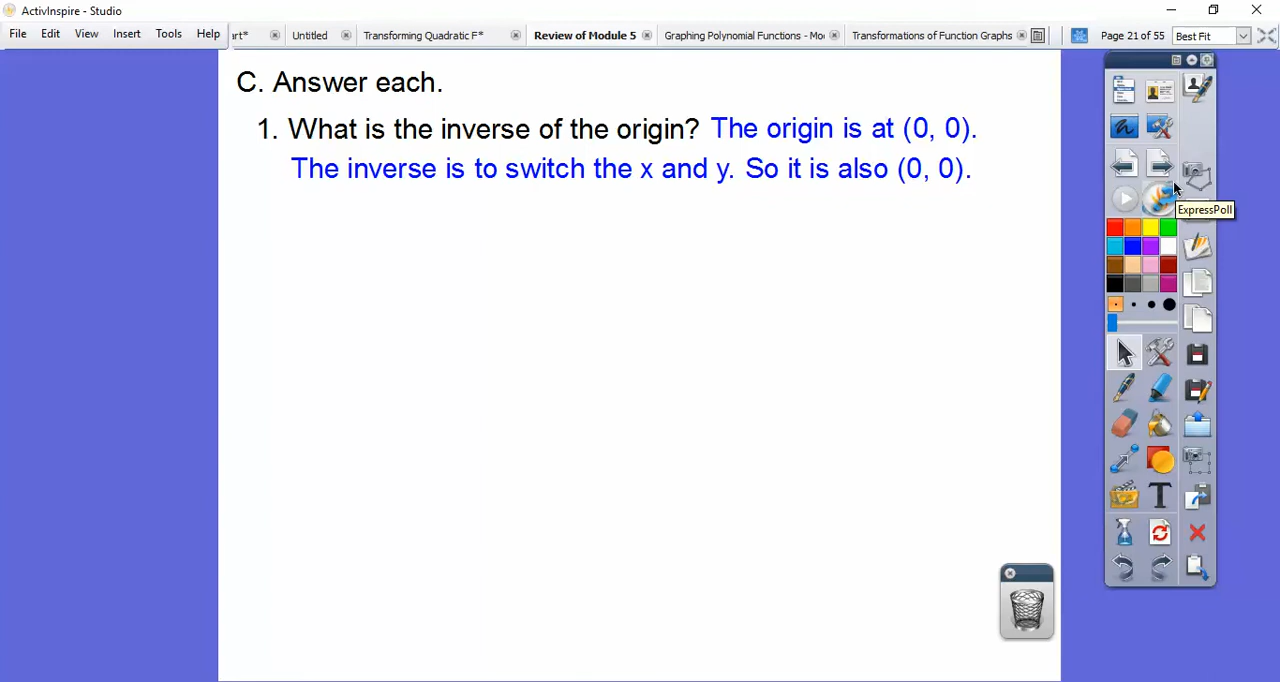 ActivInspire - Studio
File Edit View Insert Tools Help
art* Untitled Transforming Quadratic F* Review of Module 5 Graphing Polynomial Functions - Mo Transformations of Function Graphs Page 21 of 55 Best Fit
C. Answer each.
1. What is the inverse of the origin? The origin is at (0, 0).
The inverse is to switch the x and y. So it is also (0, 0).
ExpressPoll
T